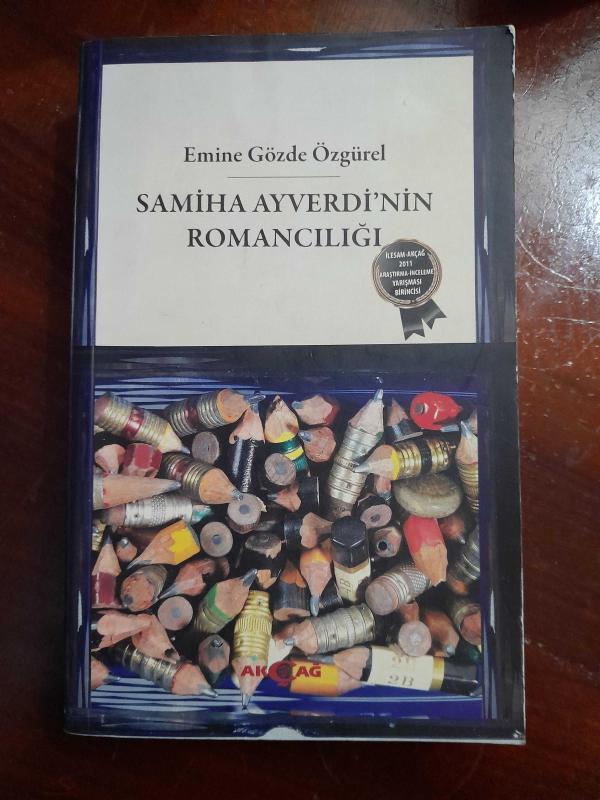 Emine Gözde Özgürel
SAMİHA AYVERDİ'NİN
ROMANCILIĞI
İLESAM-AKÇAĞ
2011
ARAŞTIRMA-İNCELEME
YARIŞMASI
BİRİNCİSİ
AKÇAĞ
2B